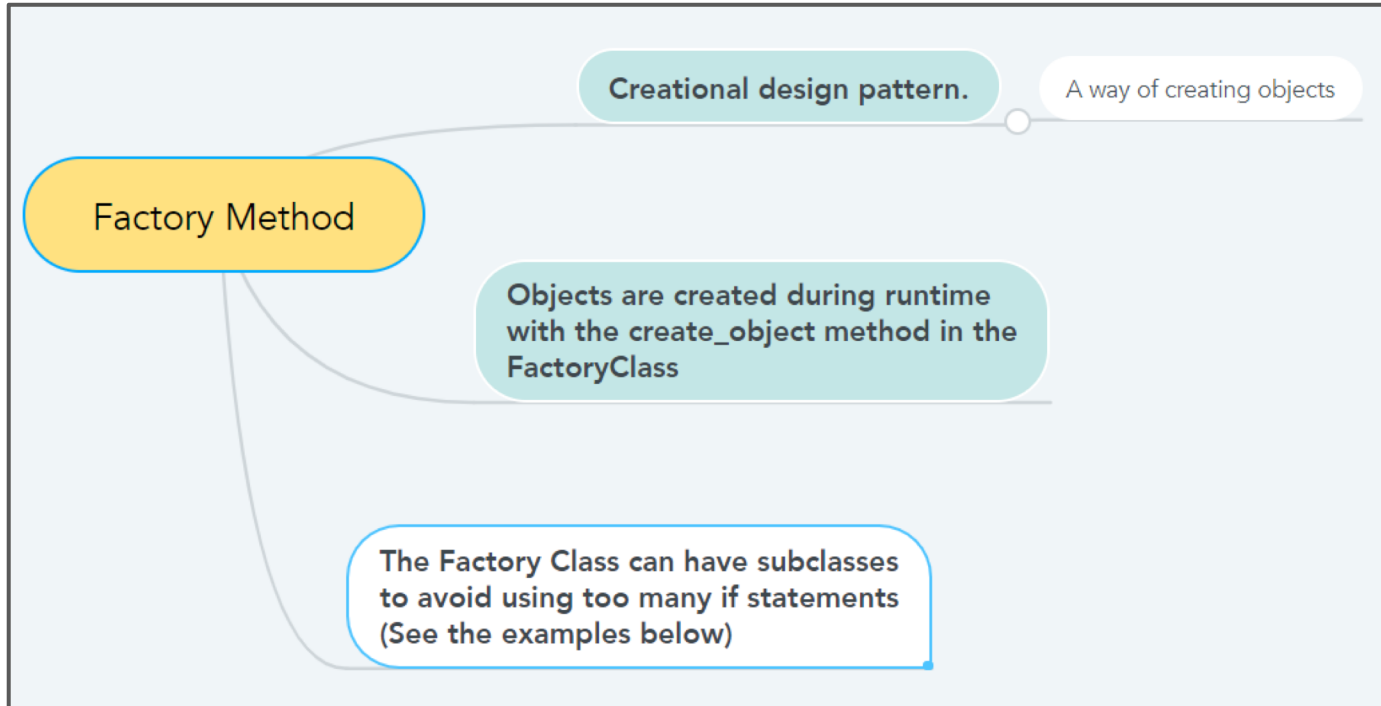 Creational design pattern.
A way of creating objects
Factory Method
Objects are created during runtime
with the create_object method in the
FactoryClass
The Factory Class can have subclasses
to avoid using too many if statements
(See the examples below)